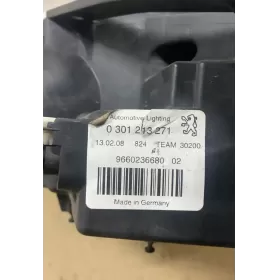 Automotive Lighting
0 301 213 271
13.02.08 824 TEAM 30200
9660236680 02
Made in Germany